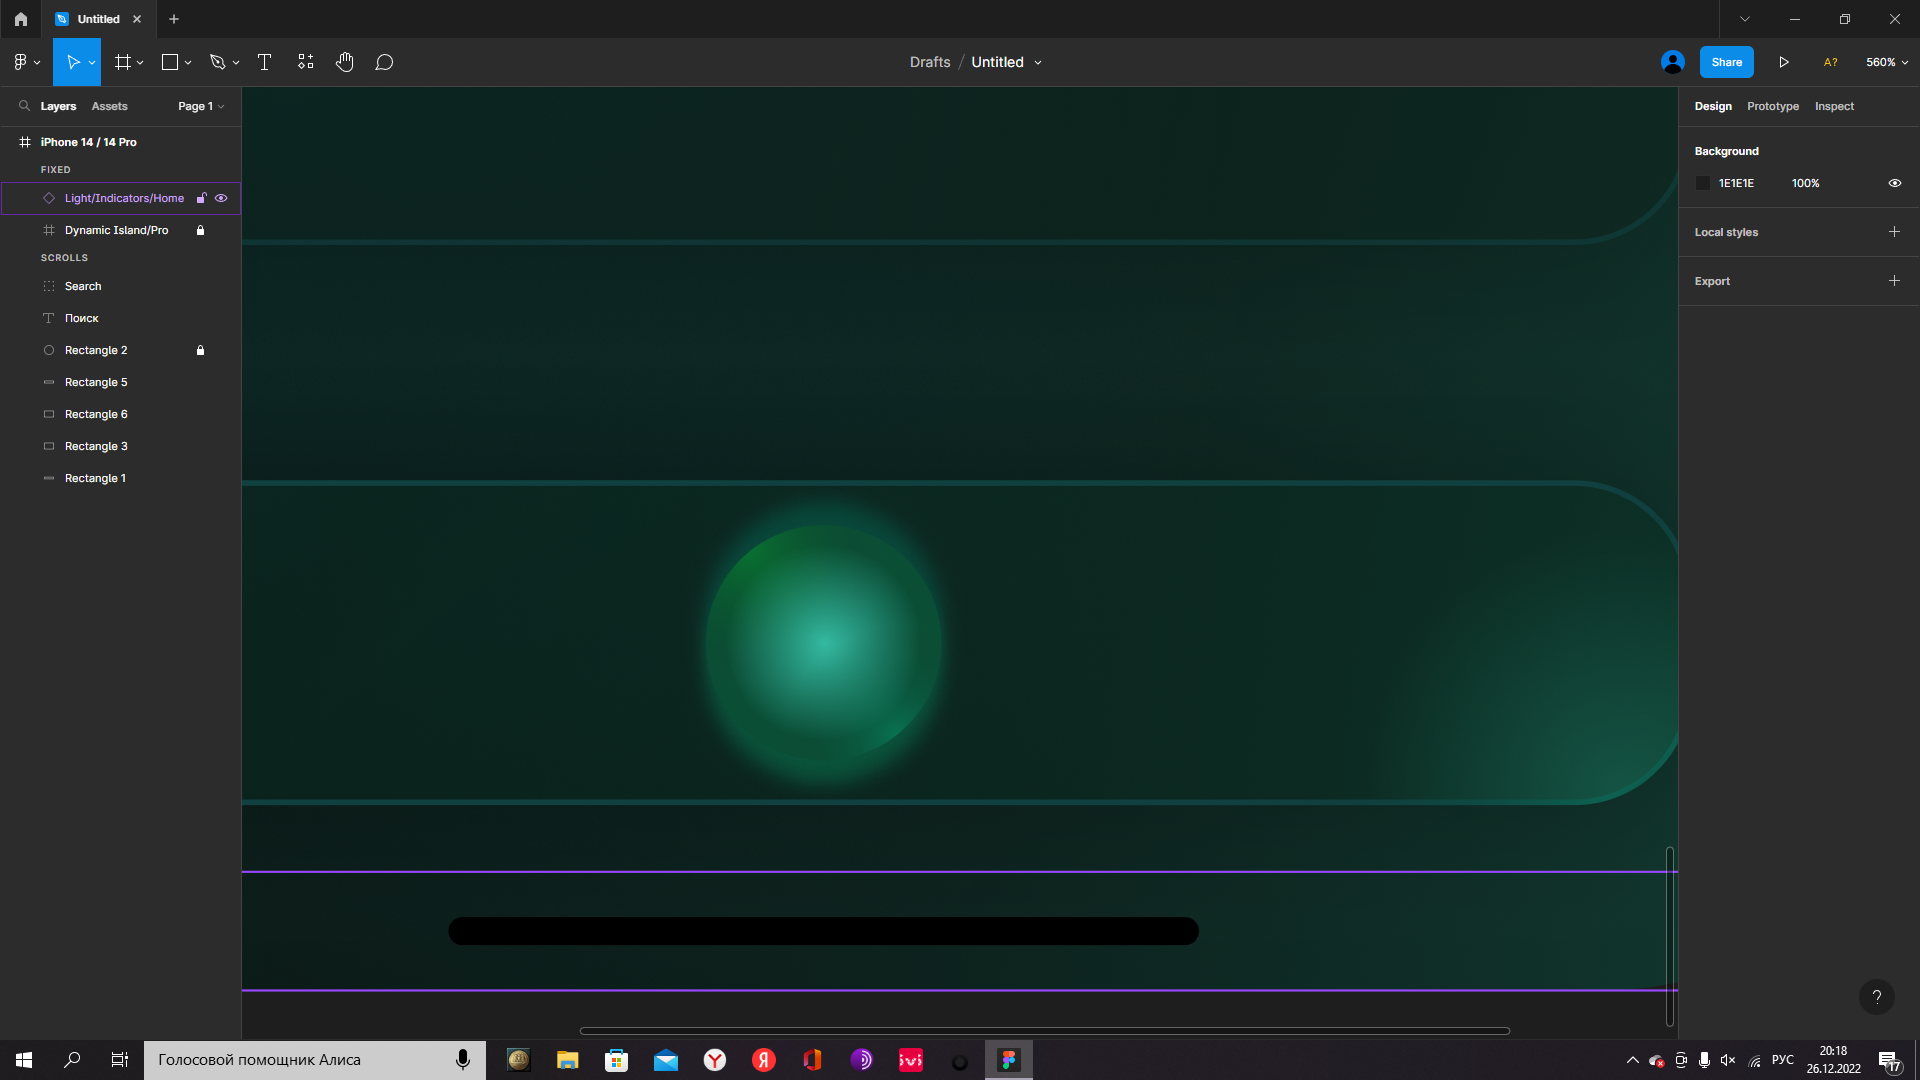 Untitled
Drafts / Untitled
Share
A?
560%
Layers
Assets
Page 1
iPhone 14 / 14 Pro
FIXED
Light/Indicators/Home
Dynamic Island/Pro
SCROLLS
Search
Поиск
Rectangle 2
Rectangle 5
Rectangle 6
Rectangle 3
Rectangle 1
Design
Prototype
Inspect
Background
1E1E1E
100%
Local styles
Export
?
Голосовой помощник Алиса
Y
Я
РУС
20:18
26.12.2022
17